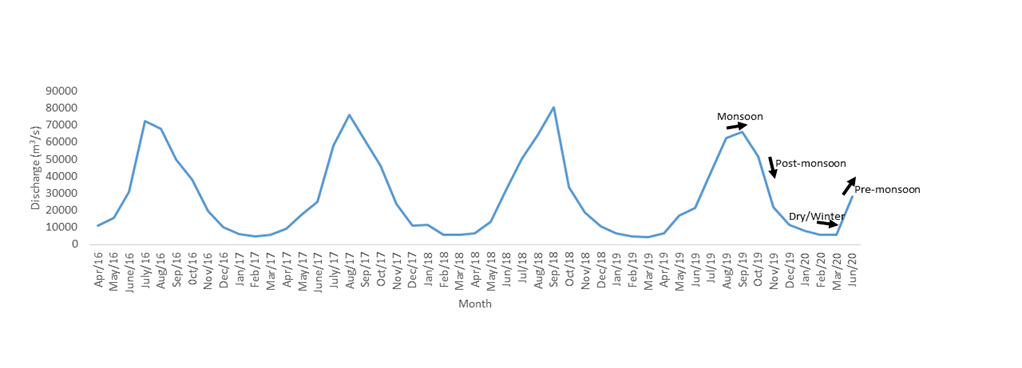 90000
80000
70000
60000
50000
40000
30000
20000
10000
0
Discharge (m³/s)
Monsoon
Post-monsoon
Pre-monsoon
Dry/Winter
Apr/16
May/16
June/16
July/16
Aug/16
Sep/16
0ct/16
Nov/16
Dec/16
Jan/17
Feb/17
Mar/17
Apr/17
May/17
June/17
July/17
Aug/17
Sep/17
Oct/17
Nov/17
Dec/17
Jan/18
Feb/18
Mar/18
Apr/18
May/18
Jun/18
Jul/18
Aug/18
Sep/18
Oct/18
Nov/18
Dec/18
Jan/19
Feb/19
Mar/19
Apr/19
May/19
Jun/19
Jul/19
Aug/19
Sep/19
Oct/19
Nov/19
Dec/19
Jan/20
Feb/20
Mar/20
Jun/20
Month